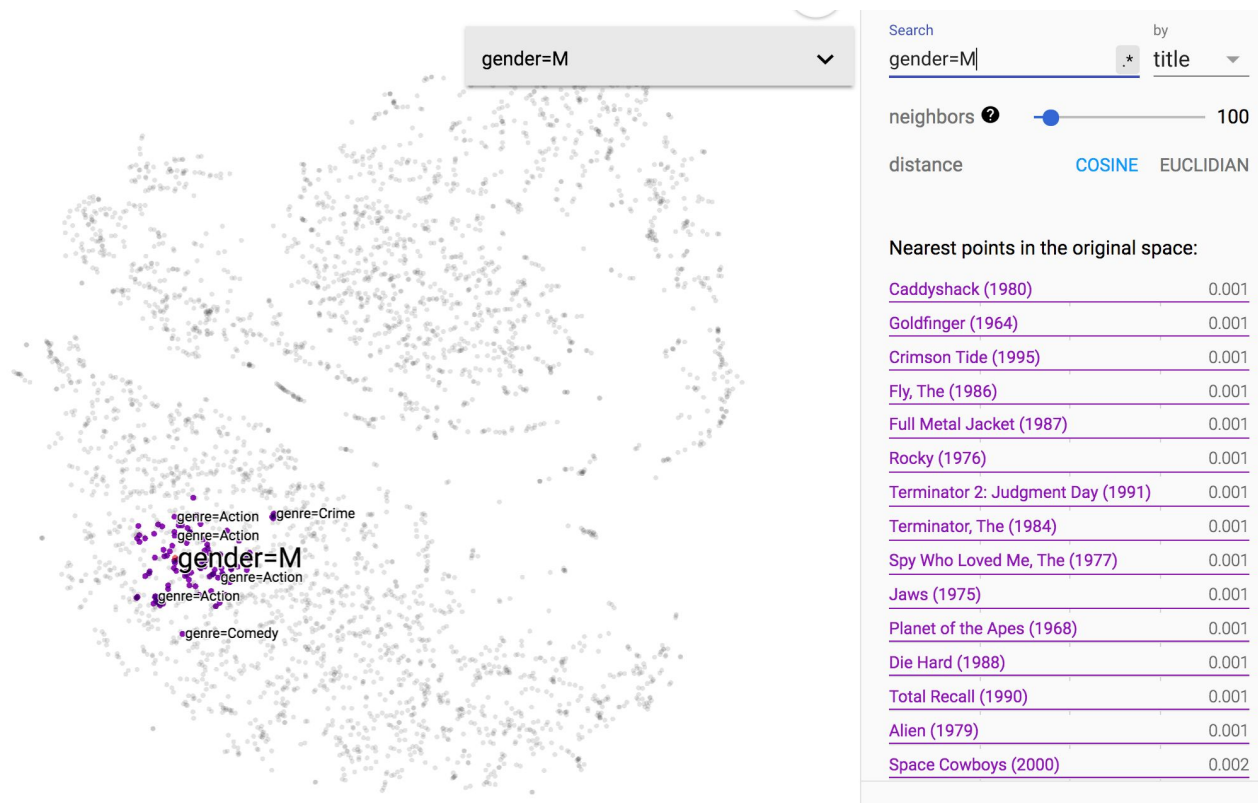 gender=M
genre=Action
genre=Crime
genre=Action
gender=M
genre=Action
genre=Action
genre=Comedy
Search by
gender=M .* title
neighbors ? 100
distance COSINE EUCLIDIAN
Nearest points in the original space:
Caddyshack (1980) 0.001
Goldfinger (1964) 0.001
Crimson Tide (1995) 0.001
Fly, The (1986) 0.001
Full Metal Jacket (1987) 0.001
Rocky (1976) 0.001
Terminator 2: Judgment Day (1991) 0.001
Terminator, The (1984) 0.001
Spy Who Loved Me, The (1977) 0.001
Jaws (1975) 0.001
Planet of the Apes (1968) 0.001
Die Hard (1988) 0.001
Total Recall (1990) 0.001
Alien (1979) 0.001
Space Cowboys (2000) 0.002